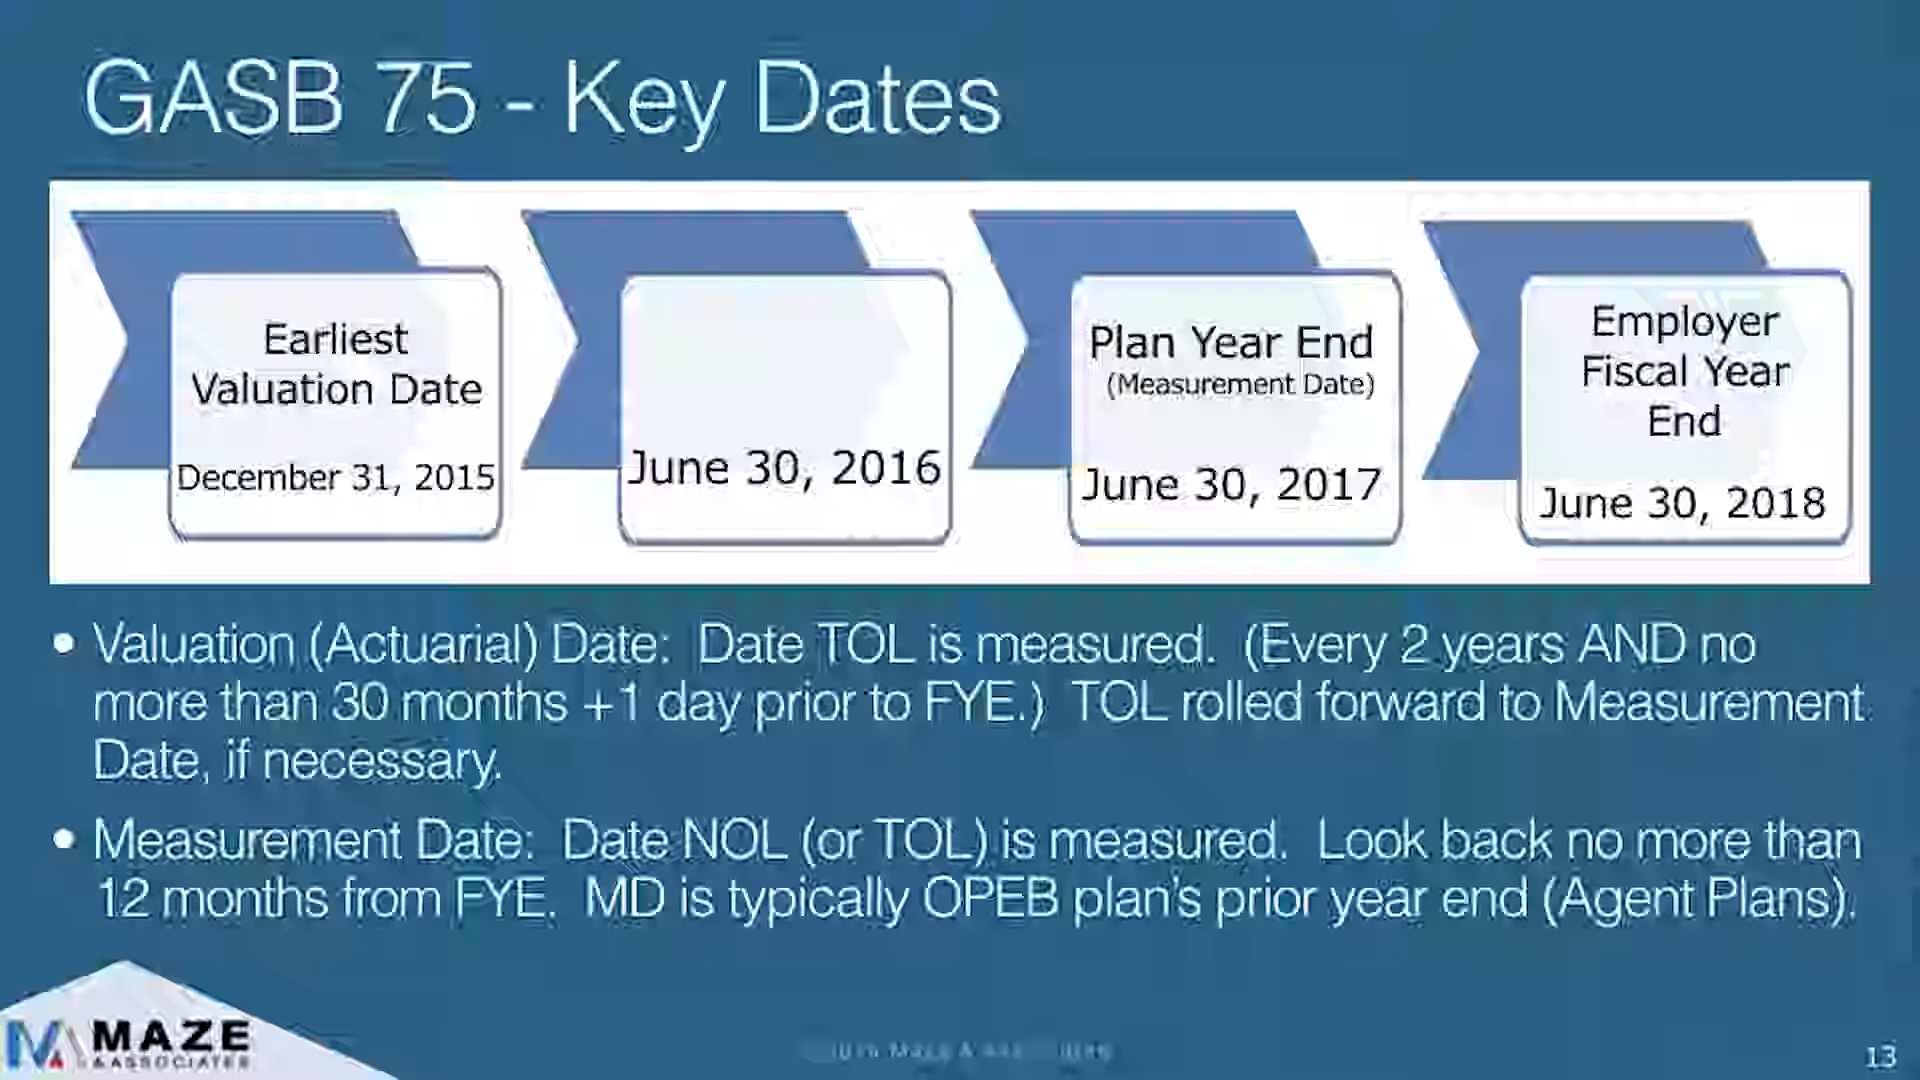 GASB 75 - Key Dates
Earliest
Valuation Date
December 31, 2015
June 30, 2016
Plan Year End
(Measurement Date)
June 30, 2017
Employer
Fiscal Year
End
June 30, 2018
• Valuation (Actuarial) Date:  Date TOL is measured.  (Every 2 years AND no
more than 30 months +1 day prior to FYE.)  TOL rolled forward to Measurement
Date, if necessary.
• Measurement Date:  Date NOL (or TOL) is measured.  Look back no more than
12 months from FYE.  MD is typically OPEB plan's prior year end (Agent Plans).
MAZE
& ASSOCIATES
13